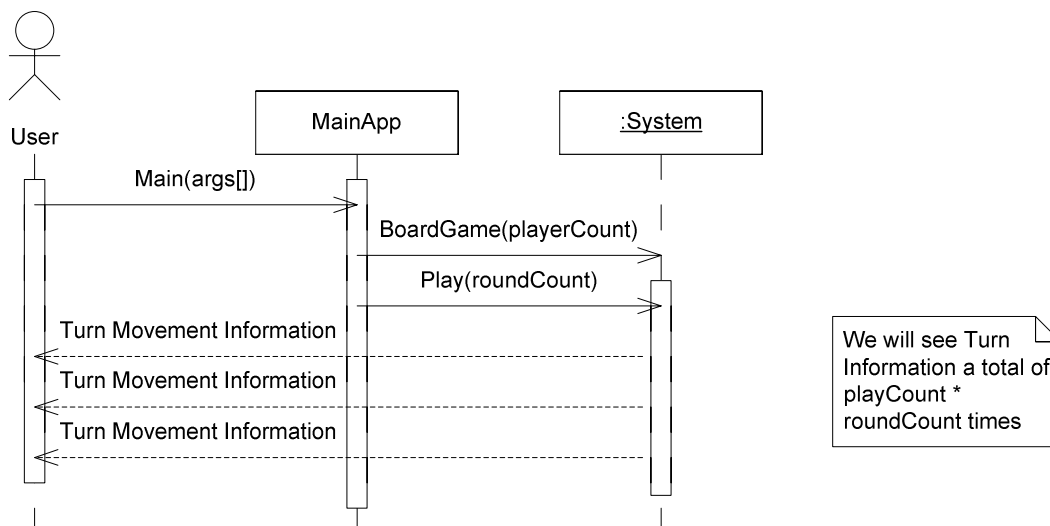 User
MainApp
:System
Main(args[])
BoardGame(playerCount)
Play(roundCount)
Turn Movement Information
Turn Movement Information
Turn Movement Information
We will see Turn
Information a total of
playCount *
roundCount times